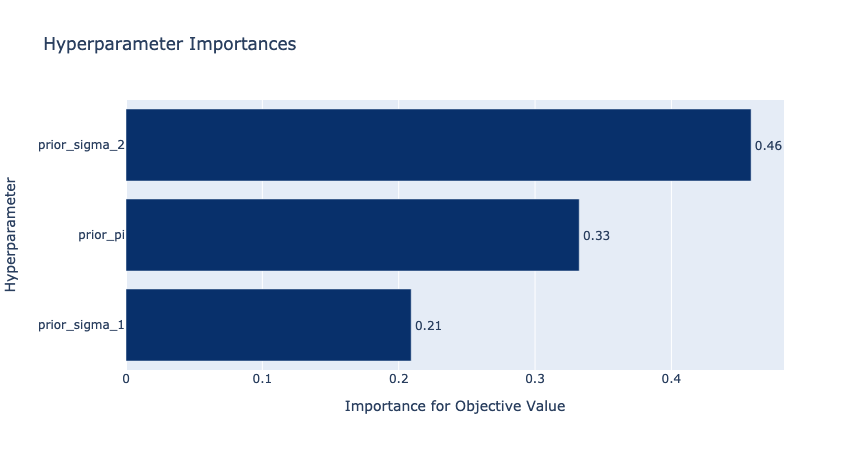 Hyperparameter Importances
Hyperparameter
prior_sigma_2
0.46
prior_pi
0.33
prior_sigma_1
0.21
0 0.1 0.2 0.3 0.4
Importance for Objective Value